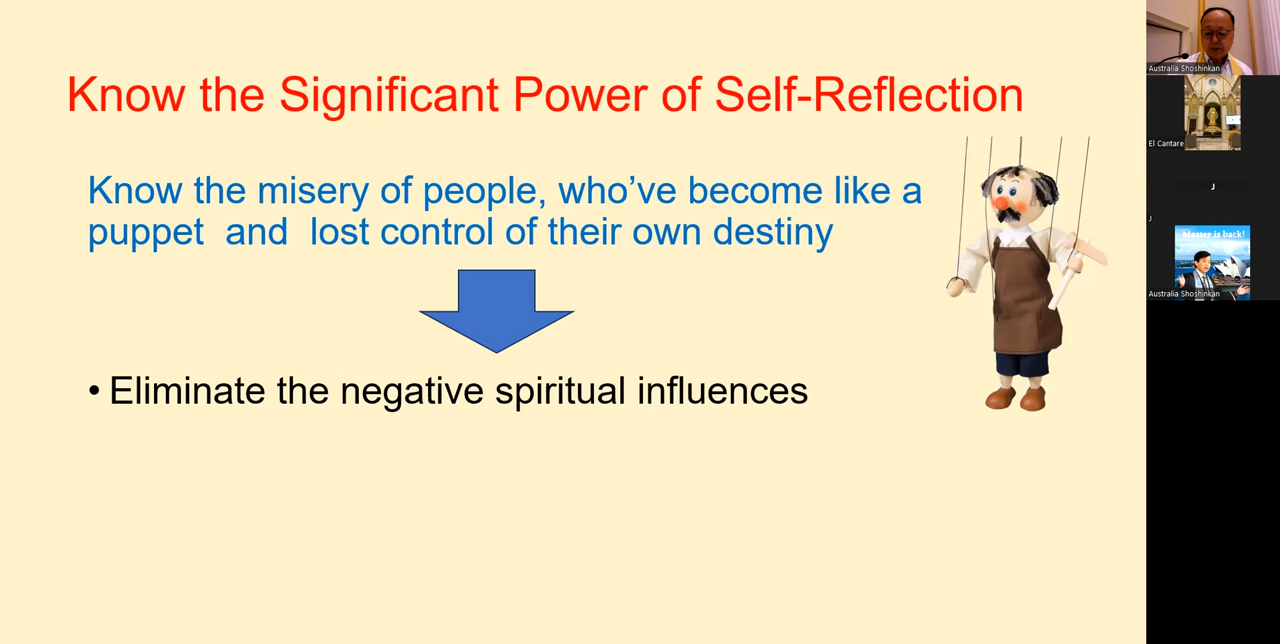 Know the Significant Power of Self-Reflection
Know the misery of people, who’ve become like a
puppet and lost control of their own destiny
• Eliminate the negative spiritual influences
Australia Shoshinkan
El Cantare
J
J
Master is back!
Australia Shoshinkan